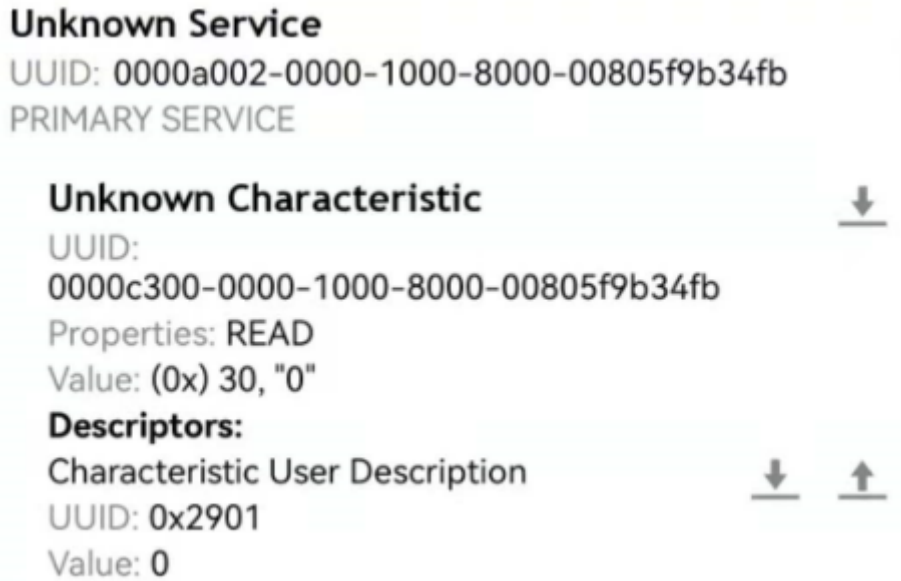 Unknown Service
UUID: 0000a002-0000-1000-8000-00805f9b34fb
PRIMARY SERVICE
Unknown Characteristic
UUID:
0000c300-0000-1000-8000-00805f9b34fb
Properties: READ
Value: (0x) 30, "0"
Descriptors:
Characteristic User Description
UUID: 0x2901
Value: 0